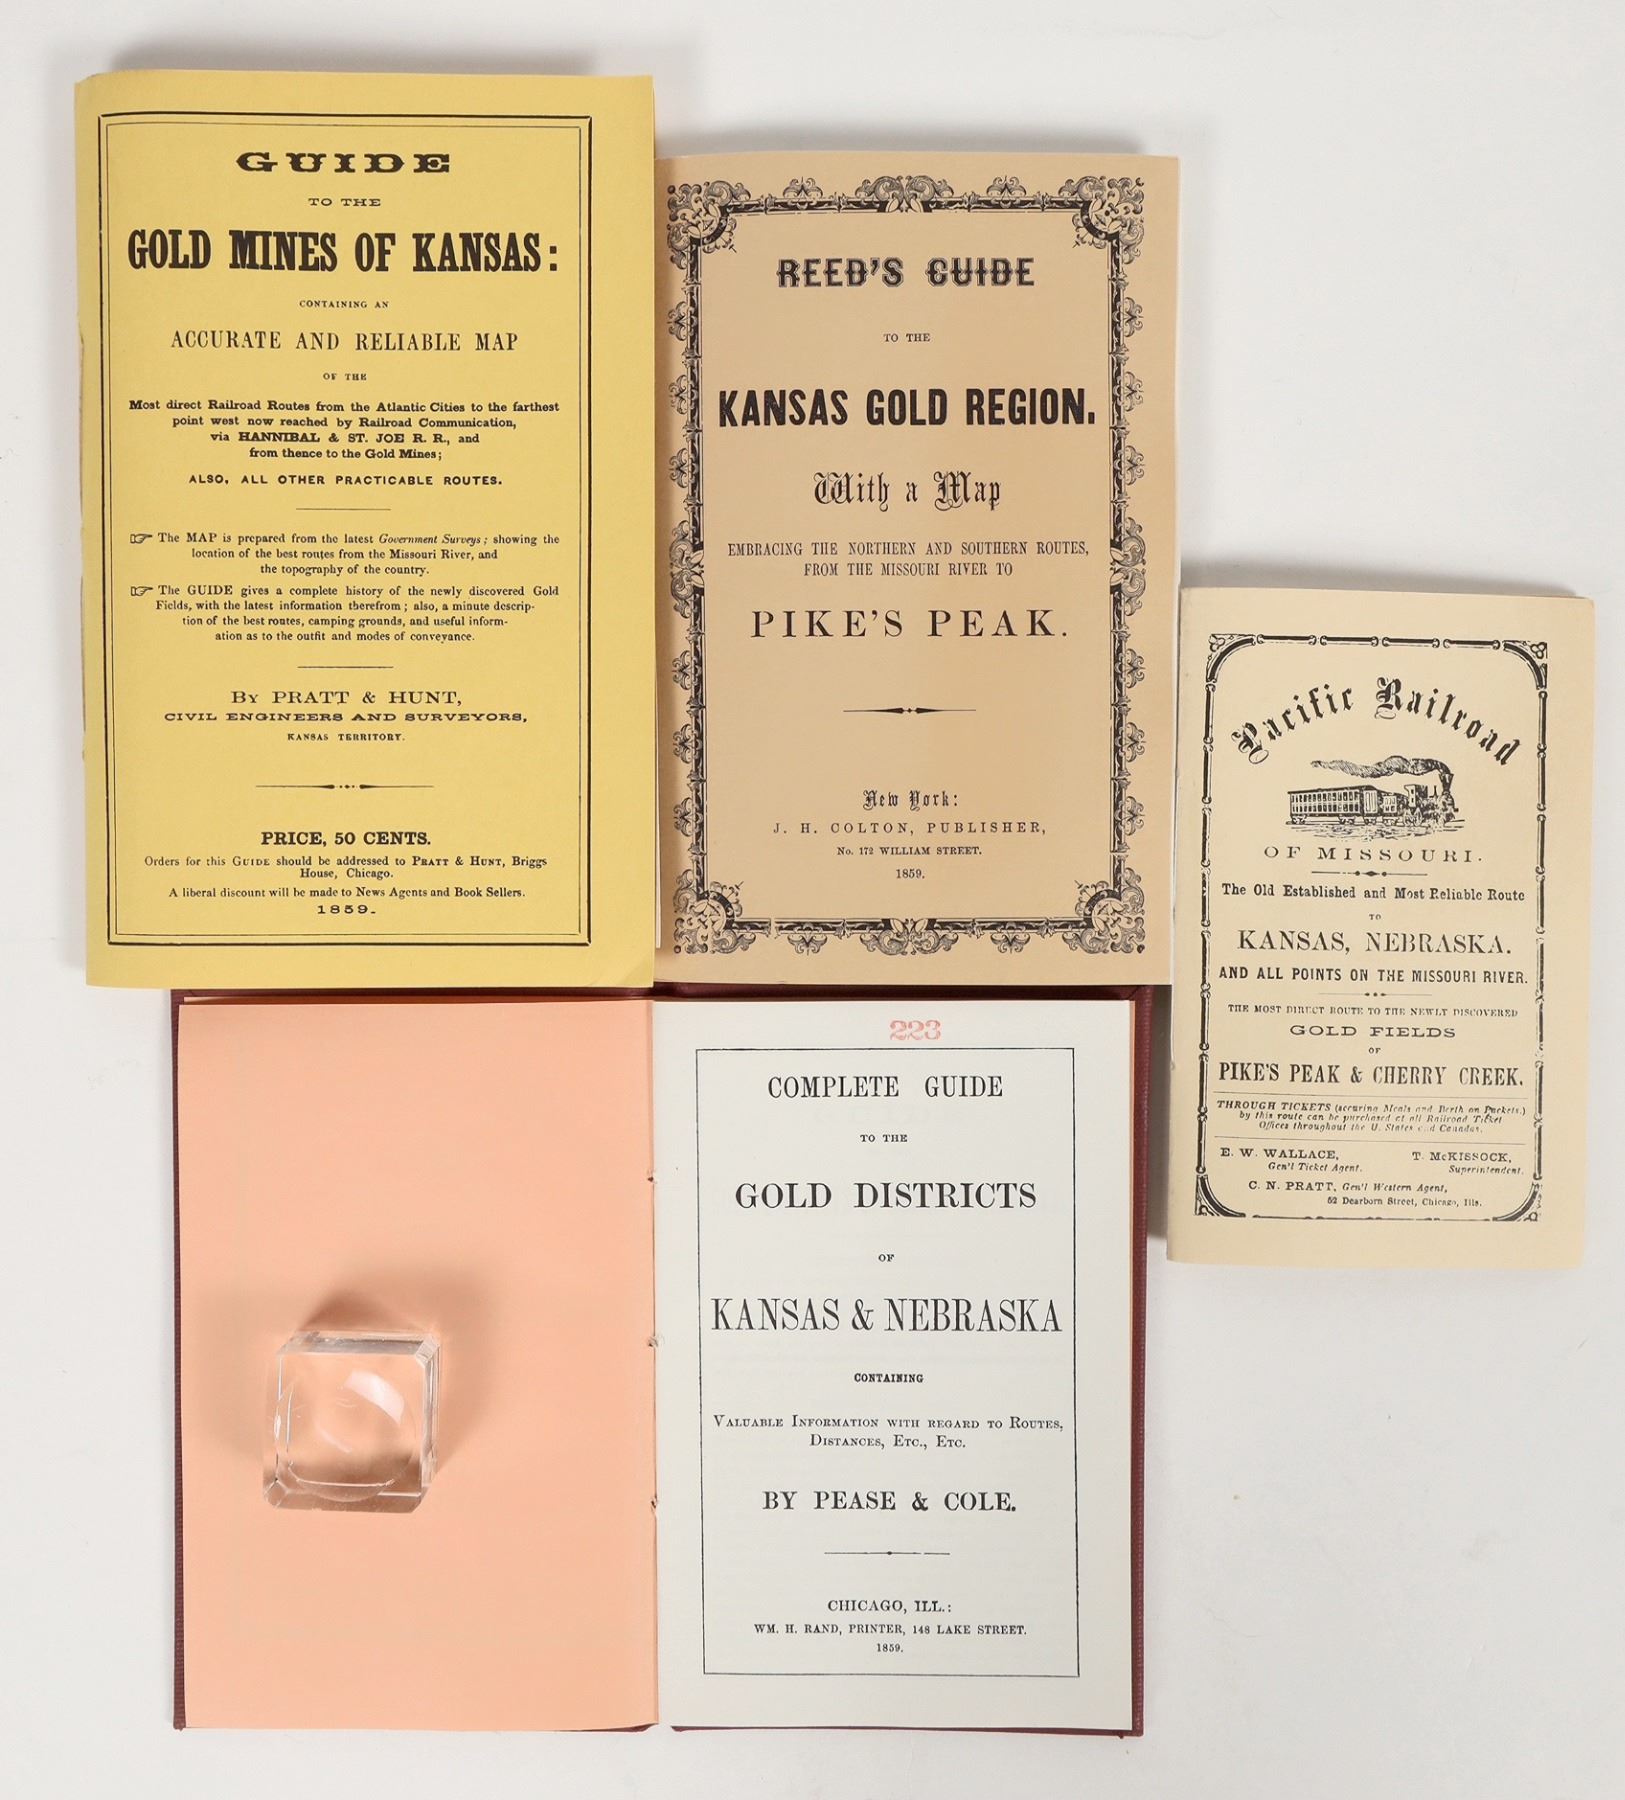 GUIDE
TO THE
GOLD MINES OF KANSAS:
CONTAINING AN
ACCURATE AND RELIABLE MAP
OF THE
Most direct Railroad Routes from the Atlantic Cities to the farthest
point west now reached by Railroad Communication,
via HANNIBAL & ST. JOE R. R., and
from thence to the Gold Mines;
ALSO, ALL OTHER PRACTICABLE ROUTES.
☞ The MAP is prepared from the latest Government Surveys; showing the
location of the best routes from the Missouri River, and
the topography of the country.
☞ The GUIDE gives a complete history of the newly discovered Gold
Fields, with the latest information therefrom; also, a minute descrip-
tion of the best routes, camping grounds, and useful inform-
ation as to the outfit and modes of conveyance.
BY PRATT & HUNT,
CIVIL ENGINEERS AND SURVEYORS,
KANSAS TERRITORY.
PRICE, 50 CENTS.
Orders for this GUIDE should be addressed to PRATT & HUNT, Briggs
House, Chicago.
A liberal discount will be made to News Agents and Book Sellers.
1859.
REED'S GUIDE
TO THE
KANSAS GOLD REGION.
With a Map
EMBRACING THE NORTHERN AND SOUTHERN ROUTES,
FROM THE MISSOURI RIVER TO
PIKE'S PEAK.
New York:
J. H. COLTON, PUBLISHER,
No. 172 WILLIAM STREET.
1859.
Pacific Railroad
OF MISSOURI.
The Old Established and Most Reliable Route
TO
KANSAS, NEBRASKA.
AND ALL POINTS ON THE MISSOURI RIVER.
THE MOST DIRECT ROUTE TO THE NEWLY DISCOVERED
GOLD FIELDS
OF
PIKE'S PEAK & CHERRY CREEK.
THROUGH TICKETS (securing Meals and Berth on Packets.)
by this route can be purchased at all Railroad Ticket
Offices throughout the U. States and Canadas.
E. W. WALLACE, T. McKISSOCK,
Gen'l Ticket Agent. Superintendent.
C. N. PRATT, Gen'l Western Agent,
52 Dearborn Street, Chicago, Ills.
223
COMPLETE GUIDE
TO THE
GOLD DISTRICTS
OF
KANSAS & NEBRASKA
CONTAINING
VALUABLE INFORMATION WITH REGARD TO ROUTES,
DISTANCES, ETC., ETC.
BY PEASE & COLE.
CHICAGO, ILL.:
WM. H. RAND, PRINTER, 148 LAKE STREET.
1859.